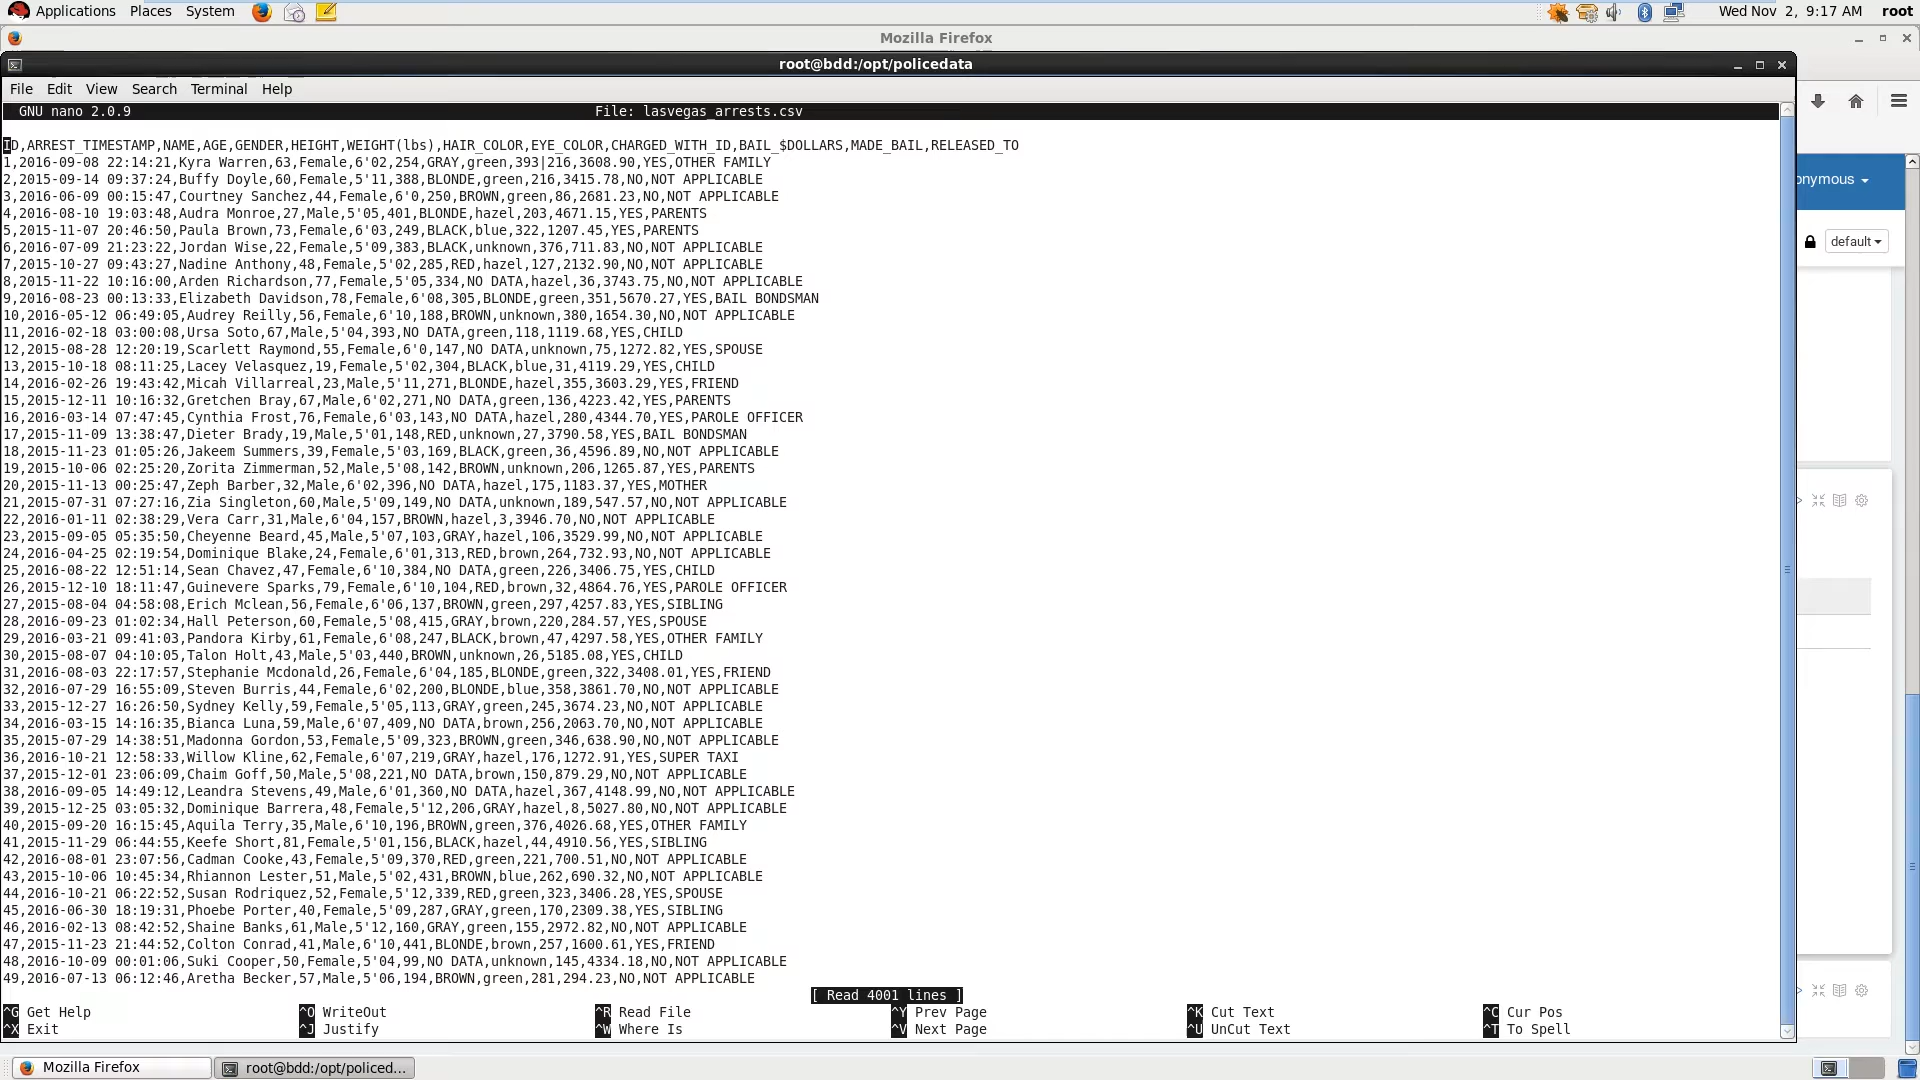 Applications Places System Wed Nov 2, 9:17 AM root
Mozilla Firefox
root@bdd:/opt/policedata
File Edit View Search Terminal Help
GNU nano 2.0.9 File: lasvegas_arrests.csv
ID,ARREST_TIMESTAMP,NAME,AGE,GENDER,HEIGHT,WEIGHT(lbs),HAIR_COLOR,EYE_COLOR,CHARGED_WITH_ID,BAIL_$DOLLARS,MADE_BAIL,RELEASED_TO
1,2016-09-08 22:14:21,Kyra Warren,63,Female,6'02,254,GRAY,green,393|216,3608.90,YES,OTHER FAMILY
2,2015-09-14 09:37:24,Buffy Doyle,60,Female,5'11,388,BLONDE,green,216,3415.78,NO,NOT APPLICABLE
onymous
3,2016-06-09 00:15:47,Courtney Sanchez,44,Female,6'0,250,BROWN,green,86,2681.23,NO,NOT APPLICABLE
4,2016-08-10 19:03:48,Audra Monroe,27,Male,5'05,401,BLONDE,hazel,203,4671.15,YES,PARENTS
5,2015-11-07 20:46:50,Paula Brown,73,Female,6'03,249,BLACK,blue,322,1207.45,YES,PARENTS
default
6,2016-07-09 21:23:22,Jordan Wise,22,Female,5'09,383,BLACK,unknown,376,711.83,NO,NOT APPLICABLE
7,2015-10-27 09:43:27,Nadine Anthony,48,Female,5'02,285,RED,hazel,127,2132.90,NO,NOT APPLICABLE
8,2015-11-22 10:16:00,Arden Richardson,77,Female,5'05,334,NO DATA,hazel,36,3743.75,NO,NOT APPLICABLE
9,2016-08-23 00:13:33,Elizabeth Davidson,78,Female,6'08,305,BLONDE,green,351,5670.27,YES,BAIL BONDSMAN
10,2016-05-12 06:49:05,Audrey Reilly,56,Female,6'10,188,BROWN,unknown,380,1654.30,NO,NOT APPLICABLE
11,2016-02-18 03:00:08,Ursa Soto,67,Male,5'04,393,NO DATA,green,118,1119.68,YES,CHILD
12,2015-08-28 12:20:19,Scarlett Raymond,55,Female,6'0,147,NO DATA,unknown,75,1272.82,YES,SPOUSE
13,2015-10-18 08:11:25,Lacey Velasquez,19,Female,5'02,304,BLACK,blue,31,4119.29,YES,CHILD
14,2016-02-26 19:43:42,Micah Villarreal,23,Male,5'11,271,BLONDE,hazel,355,3603.29,YES,FRIEND
15,2015-12-11 10:16:32,Gretchen Bray,67,Male,6'02,271,NO DATA,green,136,4223.42,YES,PARENTS
16,2016-03-14 07:47:45,Cynthia Frost,76,Female,6'03,143,NO DATA,hazel,280,4344.70,YES,PAROLE OFFICER
17,2015-11-09 13:38:47,Dieter Brady,19,Male,5'01,148,RED,unknown,27,3790.58,YES,BAIL BONDSMAN
18,2015-11-23 01:05:26,Jakeem Summers,39,Female,5'03,169,BLACK,green,36,4596.89,NO,NOT APPLICABLE
19,2015-10-06 02:25:20,Zorita Zimmerman,52,Male,5'08,142,BROWN,unknown,206,1265.87,YES,PARENTS
20,2015-11-13 00:25:47,Zeph Barber,32,Male,6'02,396,NO DATA,hazel,175,1183.37,YES,MOTHER
21,2015-07-31 07:27:16,Zia Singleton,60,Male,5'09,149,NO DATA,unknown,189,547.57,NO,NOT APPLICABLE
22,2016-01-11 02:38:29,Vera Carr,31,Male,6'04,157,BROWN,hazel,3,3946.70,NO,NOT APPLICABLE
23,2016-09-05 05:35:50,Cheyenne Beard,45,Male,5'07,103,GRAY,hazel,106,3529.99,NO,NOT APPLICABLE
24,2016-04-25 02:19:54,Dominique Blake,24,Female,6'01,313,RED,brown,264,732.93,NO,NOT APPLICABLE
25,2016-08-22 12:51:14,Sean Chavez,47,Female,6'10,384,NO DATA,green,226,3406.75,YES,CHILD
26,2015-12-10 18:11:47,Guinevere Sparks,79,Female,6'10,104,RED,brown,32,4864.76,YES,PAROLE OFFICER
27,2015-08-04 04:58:08,Erich Mclean,56,Female,6'06,137,BROWN,green,297,4257.83,YES,SIBLING
28,2016-09-23 01:02:34,Hall Peterson,60,Female,5'08,415,GRAY,brown,220,284.57,YES,SPOUSE
29,2016-03-21 09:41:03,Pandora Kirby,61,Female,6'08,247,BLACK,brown,47,4297.58,YES,OTHER FAMILY
30,2015-08-07 04:10:05,Talon Holt,43,Male,5'03,440,BROWN,unknown,26,5185.08,YES,CHILD
31,2016-08-03 22:17:57,Stephanie Mcdonald,26,Female,6'04,185,BLONDE,green,322,3408.01,YES,FRIEND
32,2016-07-29 16:55:09,Steven Burris,44,Female,6'02,200,BLONDE,blue,358,3861.70,NO,NOT APPLICABLE
33,2015-12-27 16:26:50,Sydney Kelly,59,Female,5'05,113,GRAY,green,245,3674.23,NO,NOT APPLICABLE
34,2016-03-15 14:16:35,Bianca Luna,59,Male,6'07,409,NO DATA,brown,256,2063.70,NO,NOT APPLICABLE
35,2015-07-29 14:38:51,Madonna Gordon,53,Female,5'09,323,BROWN,green,346,638.90,NO,NOT APPLICABLE
36,2016-10-21 12:58:33,Willow Kline,62,Female,6'07,219,GRAY,hazel,176,1272.91,YES,SUPER TAXI
37,2015-12-01 23:06:09,Chaim Goff,50,Male,5'08,221,NO DATA,brown,150,879.29,NO,NOT APPLICABLE
38,2016-09-05 14:49:12,Leandra Stevens,49,Male,6'01,360,NO DATA,hazel,367,4148.99,NO,NOT APPLICABLE
39,2015-12-25 03:05:32,Dominique Barrera,48,Female,5'12,206,GRAY,hazel,8,5027.80,NO,NOT APPLICABLE
40,2015-09-20 16:15:45,Aquila Terry,35,Male,6'10,196,BROWN,green,376,4026.68,YES,OTHER FAMILY
41,2015-11-29 06:44:55,Keefe Short,81,Female,5'01,156,BLACK,hazel,44,4910.56,YES,SIBLING
42,2016-08-01 23:07:56,Cadman Cooke,43,Female,5'09,370,RED,green,221,700.51,NO,NOT APPLICABLE
43,2015-10-06 10:45:34,Rhiannon Lester,51,Male,5'02,431,BROWN,blue,262,690.32,NO,NOT APPLICABLE
44,2016-10-21 06:22:52,Susan Rodriquez,52,Female,5'12,339,RED,green,323,3406.28,YES,SPOUSE
45,2016-06-30 18:19:31,Phoebe Porter,40,Female,5'09,287,GRAY,green,170,2309.38,YES,SIBLING
46,2016-02-13 08:42:52,Shaine Banks,61,Male,5'12,160,GRAY,green,155,2972.82,NO,NOT APPLICABLE
47,2015-11-23 21:44:52,Colton Conrad,41,Male,6'10,441,BLONDE,brown,257,1600.61,YES,FRIEND
48,2016-10-09 00:01:06,Suki Cooper,50,Female,5'04,99,NO DATA,unknown,145,4334.18,NO,NOT APPLICABLE
49,2016-07-13 06:12:46,Aretha Becker,57,Male,5'06,194,BROWN,green,281,294.23,NO,NOT APPLICABLE
[ Read 4001 lines ]
^G Get Help ^O WriteOut ^R Read File ^Y Prev Page ^K Cut Text ^C Cur Pos
^X Exit ^J Justify ^W Where Is ^V Next Page ^U UnCut Text ^T To Spell
Mozilla Firefox root@bdd:/opt/policed...